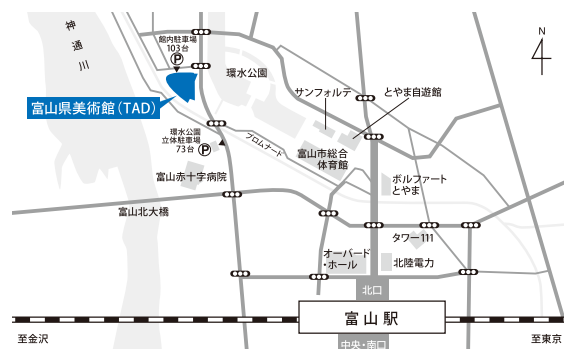 神通川
館内駐車場
103台
P
N
環水公園
サンフォルテ
とやま自遊館
富山県美術館（TAD）
環水公園
立体駐車場
73台 P
プロムナード
富山市総合
体育館
富山赤十字病院
ボルファート
とやま
富山北大橋
タワー111
オーバード
・ホール
北陸電力
北口
富山駅
至金沢
中央・南口
至東京